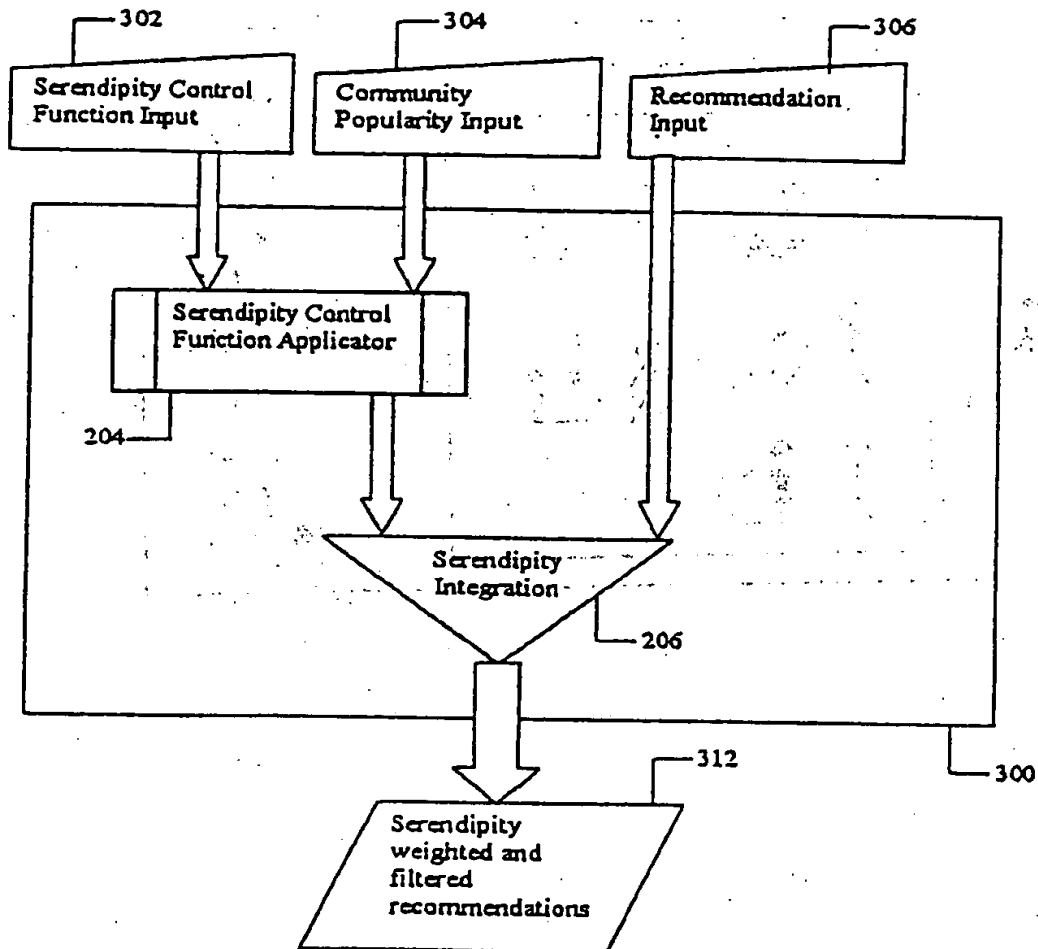 302
304
306
Serendipity Control
Function Input
Community
Popularity Input
Recommendation
Input
Serendipity Control
Function Applicator
204
Serendipity
Integration
206
300
312
Serendipity
weighted and
filtered
recommendations